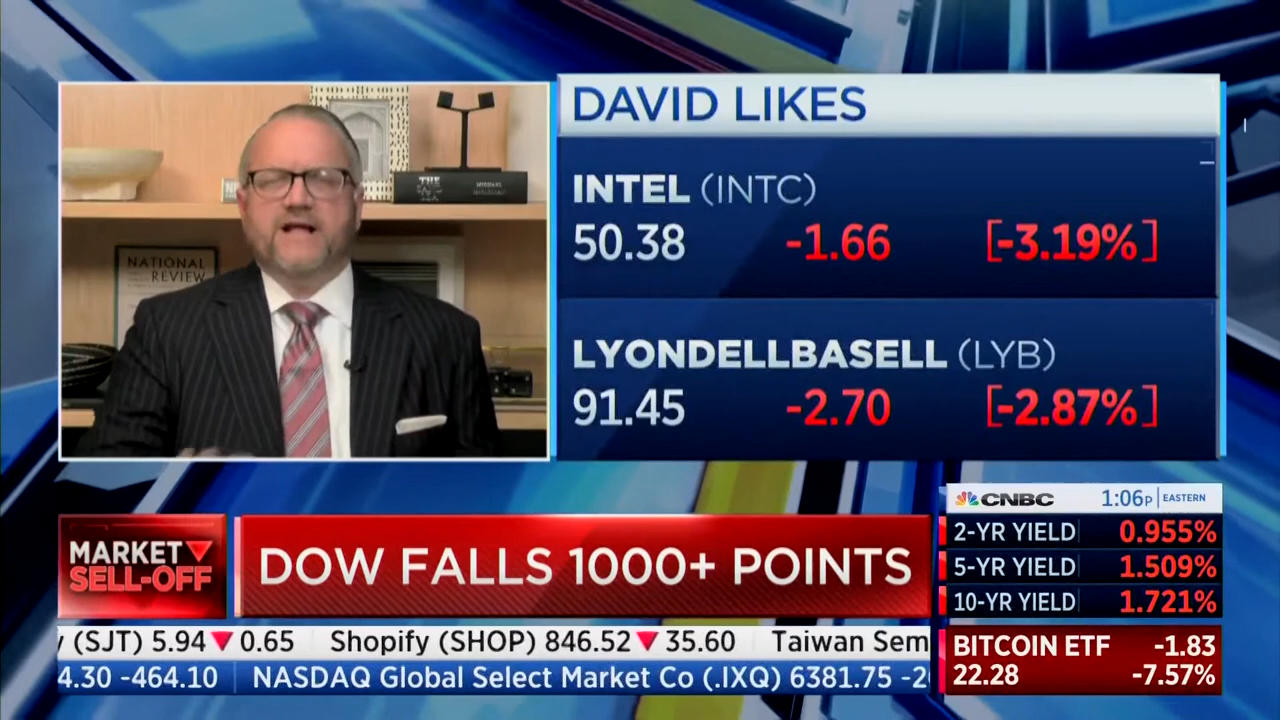 DAVID LIKES
INTEL (INTC)
50.38 -1.66 [-3.19%]
LYONDELLBASELL (LYB)
91.45 -2.70 [-2.87%]
THE
MICHAEL
NATIONAL
REVIEW
MARKET
SELL-OFF
DOW FALLS 1000+ POINTS
CNBC 1:06P EASTERN
2-YR YIELD 0.955%
5-YR YIELD 1.509%
10-YR YIELD 1.721%
BITCOIN ETF -1.83
22.28 -7.57%
y (SJT) 5.94▼0.65 Shopify (SHOP) 846.52▼35.60 Taiwan Sem
4.30 -464.10 NASDAQ Global Select Market Co (.IXQ) 6381.75 -2